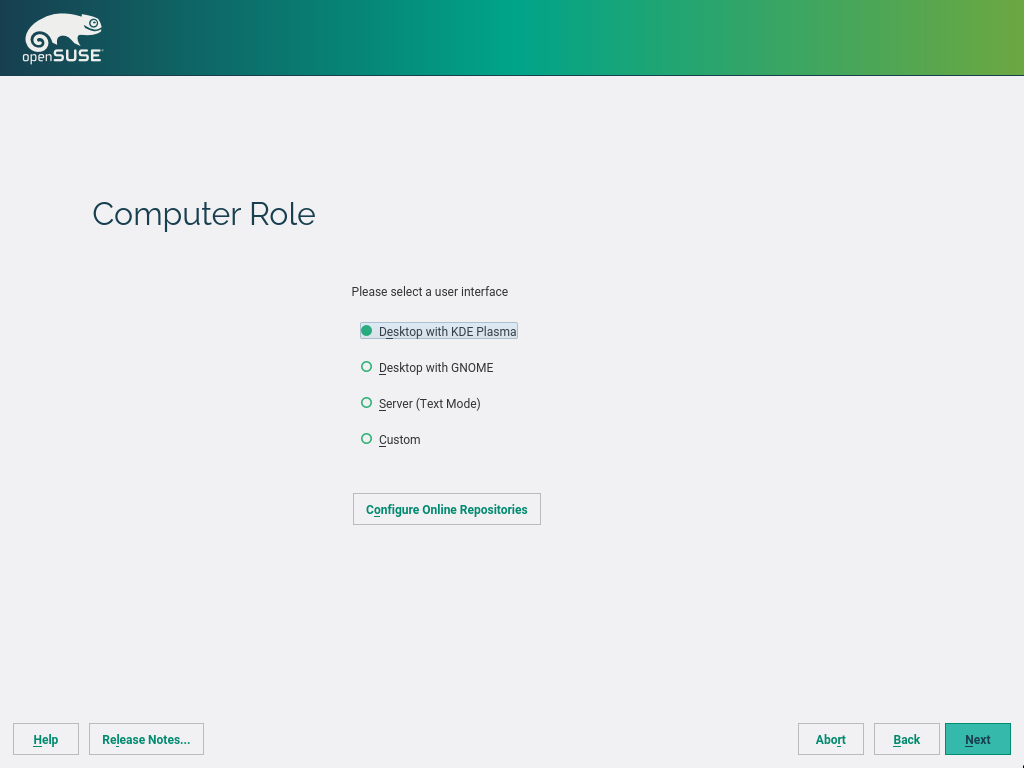 openSUSE
Computer Role
Please select a user interface
Desktop with KDE Plasma
Desktop with GNOME
Server (Text Mode)
Custom
Configure Online Repositories
Help
Release Notes...
Abort
Back
Next